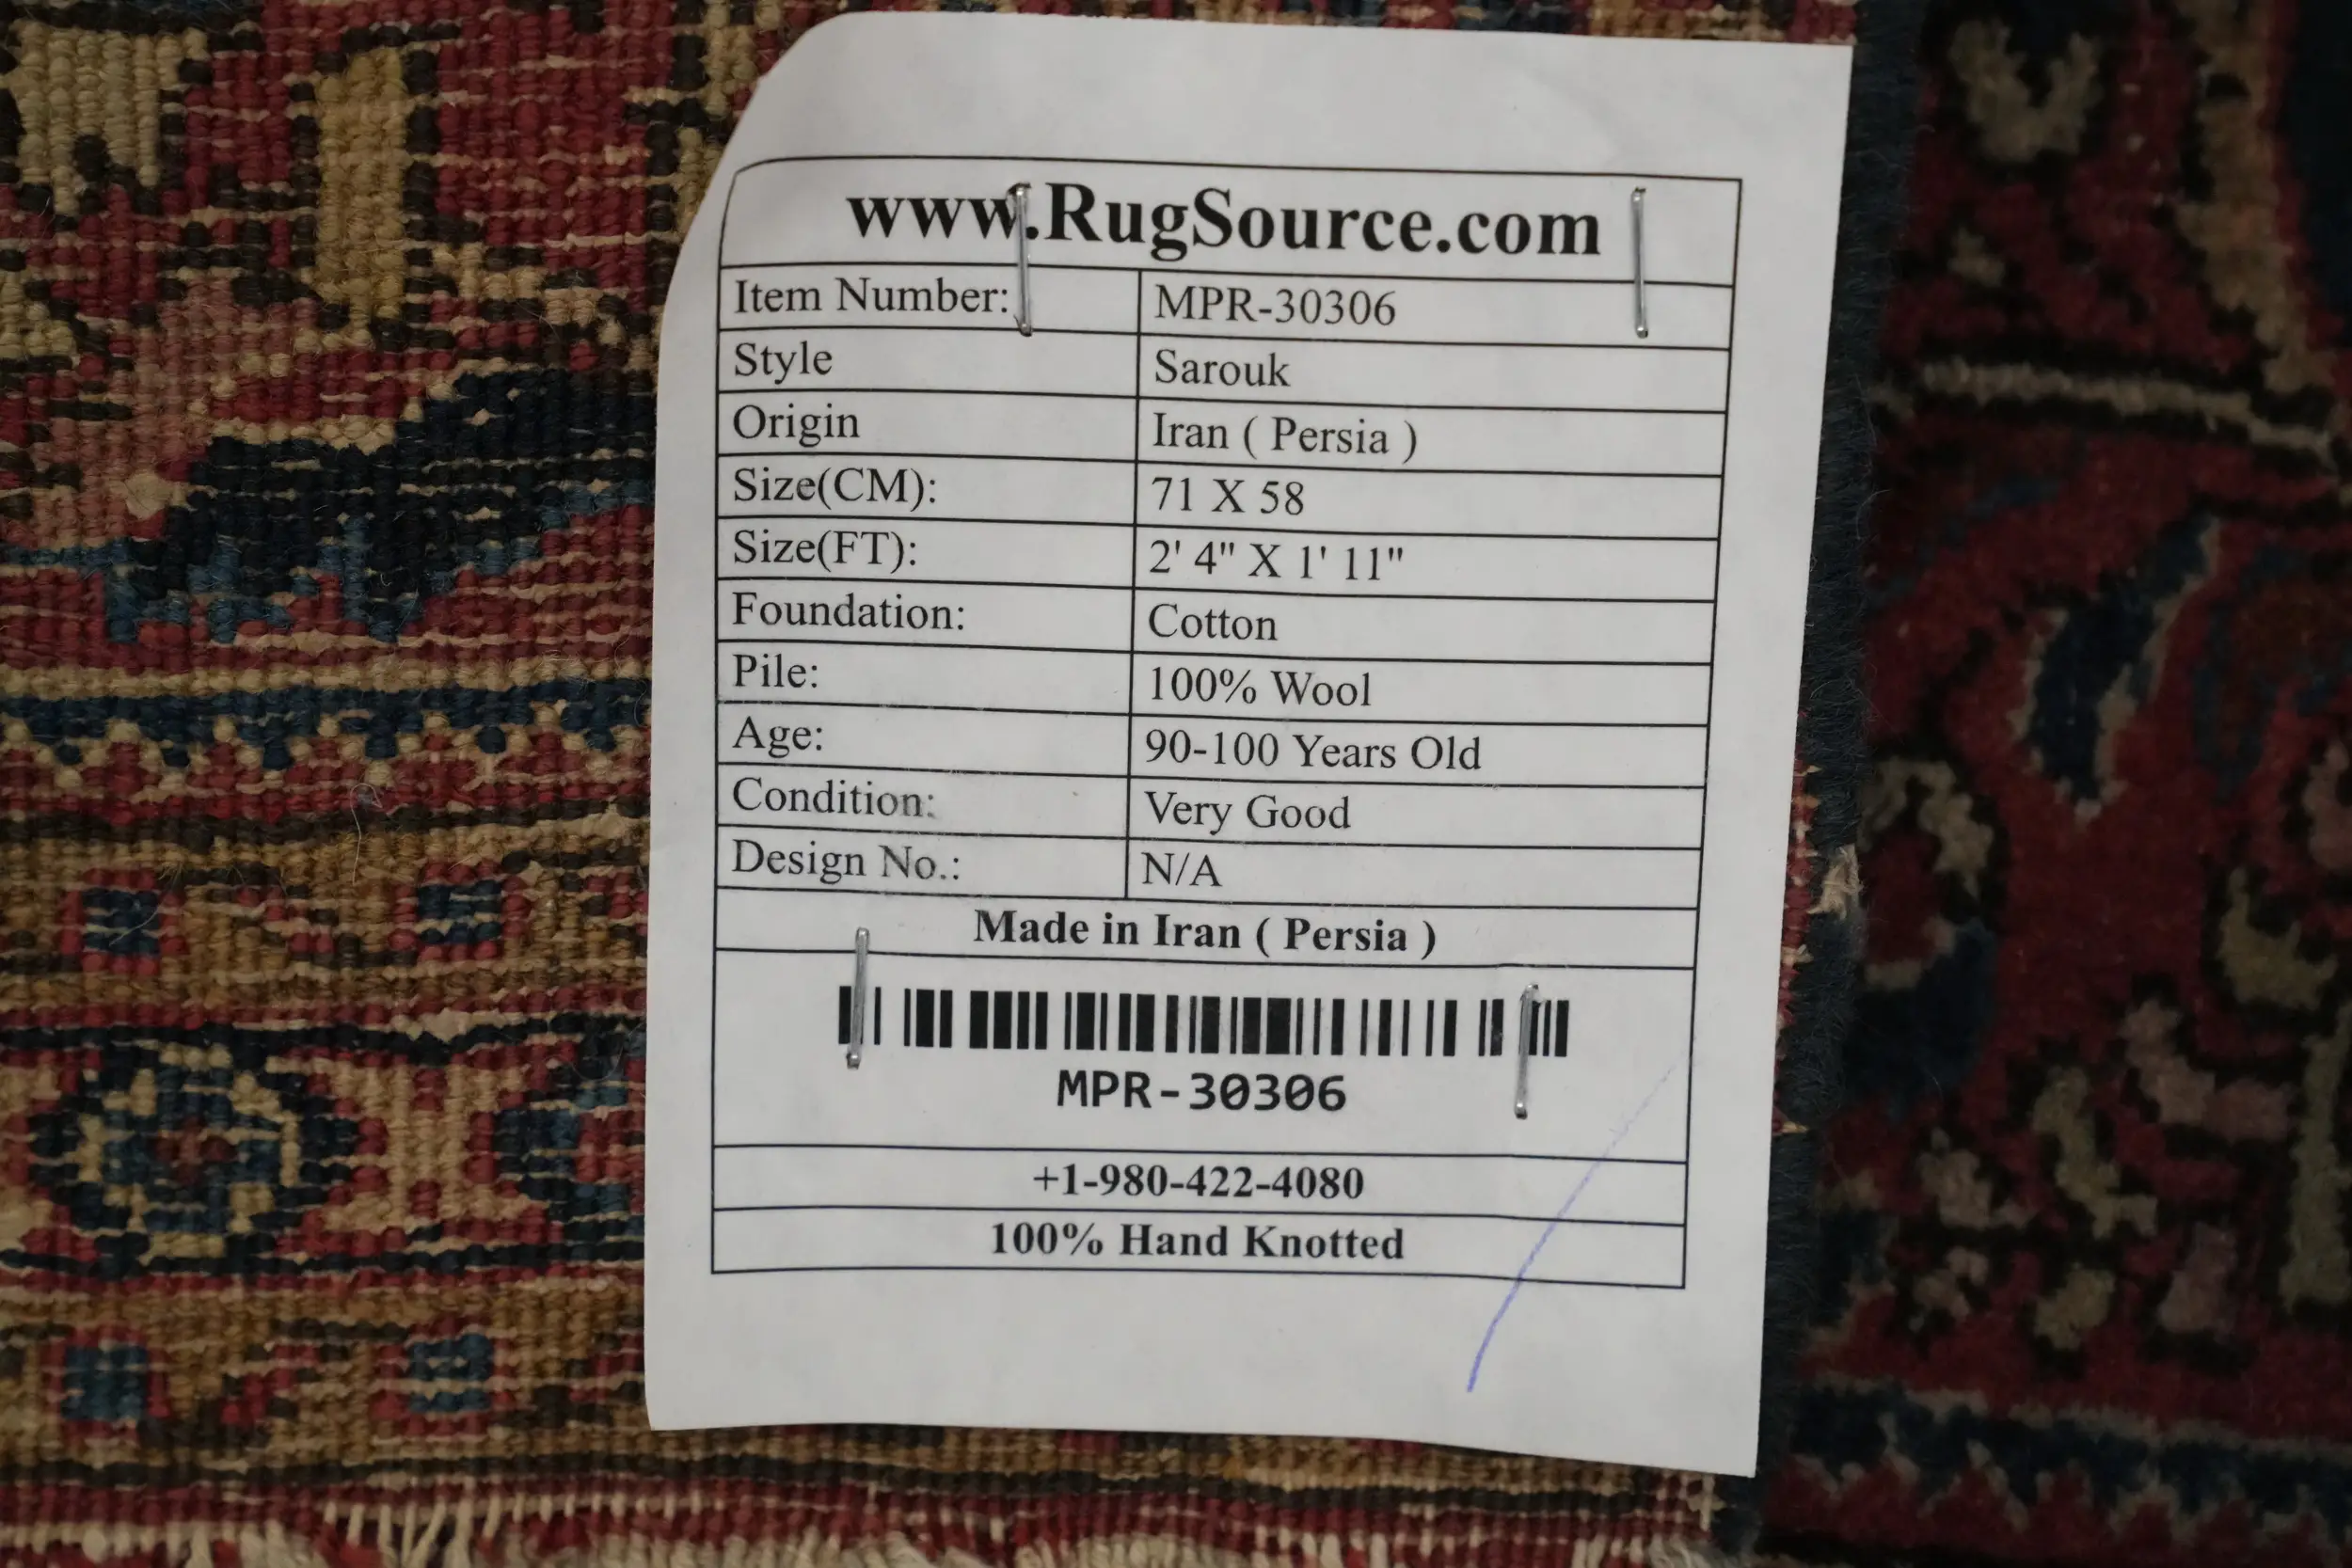 www.RugSource.com
Item Number: MPR-30306
Style Sarouk
Origin Iran ( Persia )
Size(CM): 71 X 58
Size(FT): 2' 4" X 1' 11"
Foundation: Cotton
Pile: 100% Wool
Age: 90-100 Years Old
Condition: Very Good
Design No.: N/A
Made in Iran ( Persia )
MPR-30306
+1-980-422-4080
100% Hand Knotted